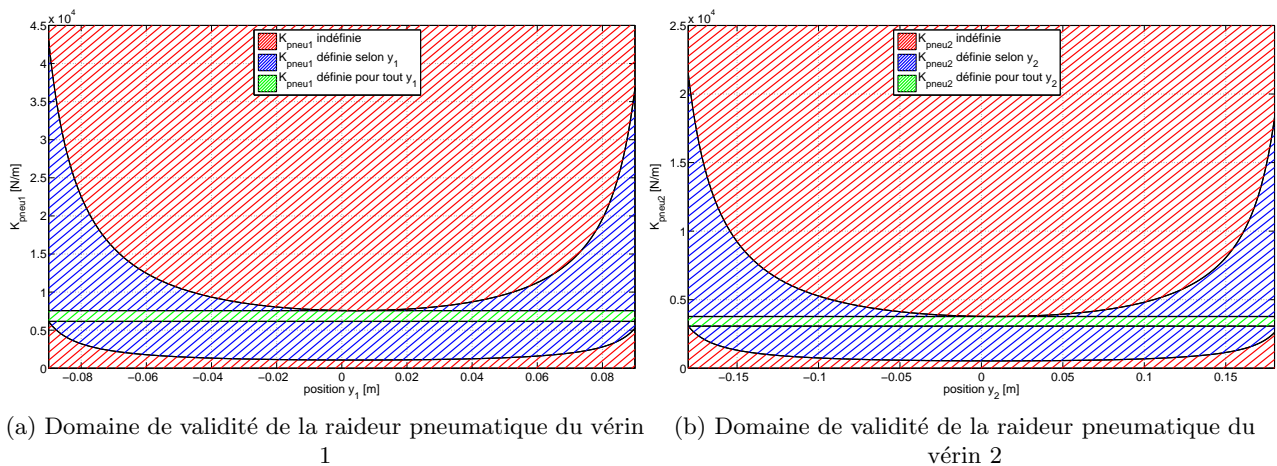 x 10⁴
4.5
4
3.5
3
2.5
2
1.5
1
0.5
0
K_pneu1 [N/m]
K_pneu1 indéfinie
K_pneu1 définie selon y_1
K_pneu1 définie pour tout y_1
−0.08 −0.06 −0.04 −0.02 0 0.02 0.04 0.06 0.08
position y_1 [m]
(a) Domaine de validité de la raideur pneumatique du vérin
1
x 10⁴
2.5
2
1.5
1
0.5
0
K_pneu2 [N/m]
K_pneu2 indéfinie
K_pneu2 définie selon y_2
K_pneu2 définie pour tout y_2
−0.15 −0.1 −0.05 0 0.05 0.1 0.15
position y_2 [m]
(b) Domaine de validité de la raideur pneumatique du
vérin 2